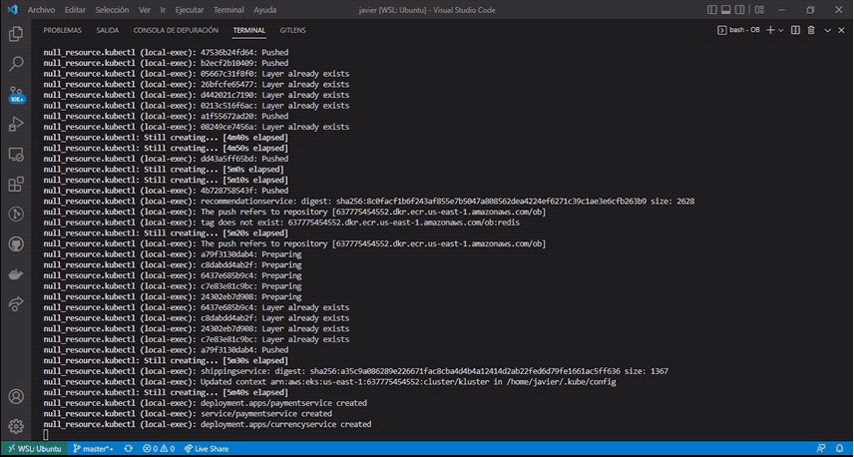 Archivo Editar Selección Ver Ir Ejecutar Terminal Ayuda
javier [WSL: Ubuntu] - Visual Studio Code
PROBLEMAS SALIDA CONSOLA DE DEPURACIÓN TERMINAL GITLENS
bash - OB
null_resource.kubectl (local-exec): 47536b24fd64: Pushed
null_resource.kubectl (local-exec): b2ecf2b10409: Pushed
null_resource.kubectl (local-exec): 05667c31f8f0: Layer already exists
null_resource.kubectl (local-exec): 26bfcfe65477: Layer already exists
null_resource.kubectl (local-exec): d442021c7190: Layer already exists
null_resource.kubectl (local-exec): 0213c516f6ac: Layer already exists
null_resource.kubectl (local-exec): a1f55672ad20: Pushed
null_resource.kubectl (local-exec): 08249ce7456a: Layer already exists
null_resource.kubectl: Still creating... [4m40s elapsed]
null_resource.kubectl: Still creating... [4m50s elapsed]
null_resource.kubectl (local-exec): dd43a5ff65bd: Pushed
null_resource.kubectl: Still creating... [5m0s elapsed]
null_resource.kubectl: Still creating... [5m10s elapsed]
null_resource.kubectl (local-exec): 4b728758543f: Pushed
null_resource.kubectl (local-exec): recommendationservice: digest: sha256:8c0facf1b6f243af855e7b5047a808562dea4224ef6271c39c1ae3e6cfb263b9 size: 2628
null_resource.kubectl (local-exec): The push refers to repository [637775454552.dkr.ecr.us-east-1.amazonaws.com/ob]
null_resource.kubectl (local-exec): tag does not exist: 637775454552.dkr.ecr.us-east-1.amazonaws.com/ob:redis
null_resource.kubectl: Still creating... [5m20s elapsed]
null_resource.kubectl (local-exec): The push refers to repository [637775454552.dkr.ecr.us-east-1.amazonaws.com/ob]
null_resource.kubectl (local-exec): a79f3130dab4: Preparing
null_resource.kubectl (local-exec): c8dabdd4ab2f: Preparing
null_resource.kubectl (local-exec): 6437e685b9c4: Preparing
null_resource.kubectl (local-exec): c7e83e81c9bc: Preparing
null_resource.kubectl (local-exec): 24302eb7d908: Preparing
null_resource.kubectl (local-exec): 6437e685b9c4: Layer already exists
null_resource.kubectl (local-exec): c8dabdd4ab2f: Layer already exists
null_resource.kubectl (local-exec): 24302eb7d908: Layer already exists
null_resource.kubectl (local-exec): c7e83e81c9bc: Layer already exists
null_resource.kubectl (local-exec): a79f3130dab4: Pushed
null_resource.kubectl: Still creating... [5m30s elapsed]
null_resource.kubectl (local-exec): shippingservice: digest: sha256:a35c9a086289e226671fac8cba4d4b4a12414d2ab22fed6d79fe1661ac5ff636 size: 1367
null_resource.kubectl (local-exec): Updated context arn:aws:eks:us-east-1:637775454552:cluster/kluster in /home/javier/.kube/config
null_resource.kubectl: Still creating... [5m40s elapsed]
null_resource.kubectl (local-exec): deployment.apps/paymentservice created
null_resource.kubectl (local-exec): service/paymentservice created
null_resource.kubectl (local-exec): deployment.apps/currencyservice created
10K+
WSL: Ubuntu master*+ 0 0 Live Share